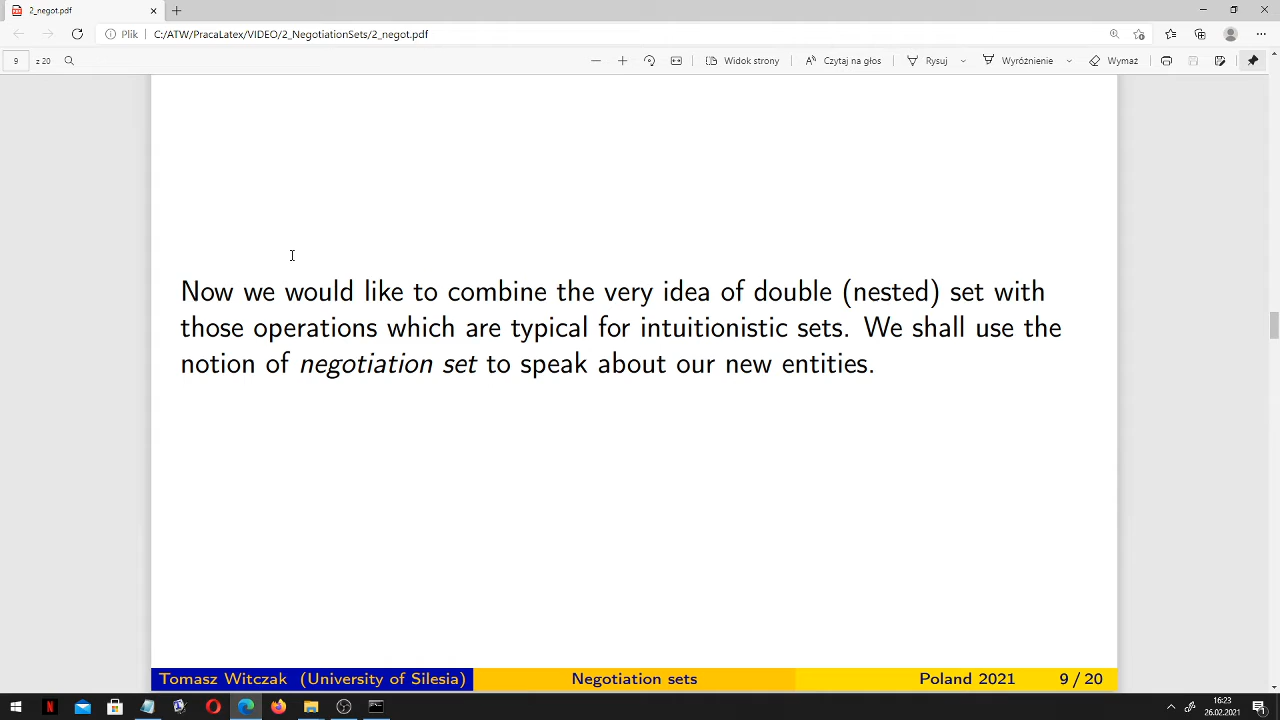 2_negot.pdf
Plik
C:/ATW/PracaLatex/VIDEO/2_NegotiationSets/2_negot.pdf
9
z 20
Widok strony
Czytaj na głos
Rysuj
Wyróżnienie
Wymaż
Now we would like to combine the very idea of double (nested) set with
those operations which are typical for intuitionistic sets. We shall use the
notion of negotiation set to speak about our new entities.
Tomasz Witczak (University of Silesia)
Negotiation sets
Poland 2021
9 / 20
16:23
26.02.2021